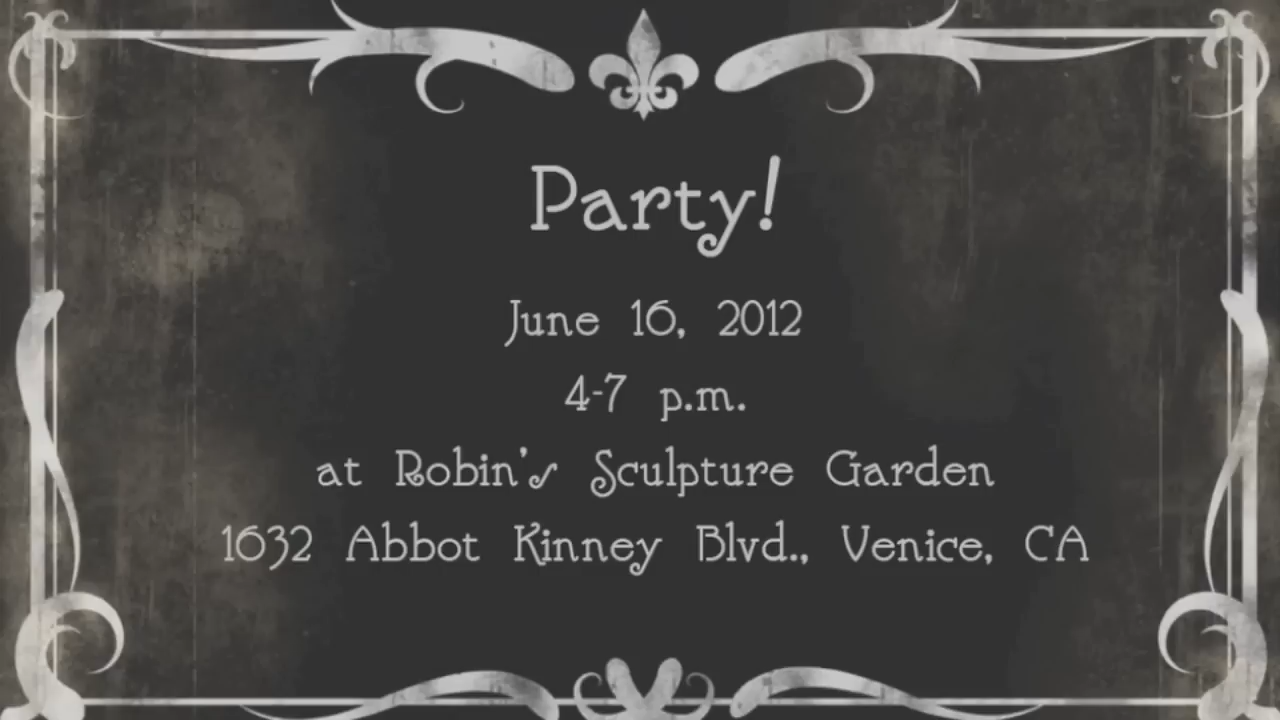 Party!
June 16, 2012
4-7 p.m.
at Robin's Sculpture Garden
1632 Abbot Kinney Blvd., Venice, CA